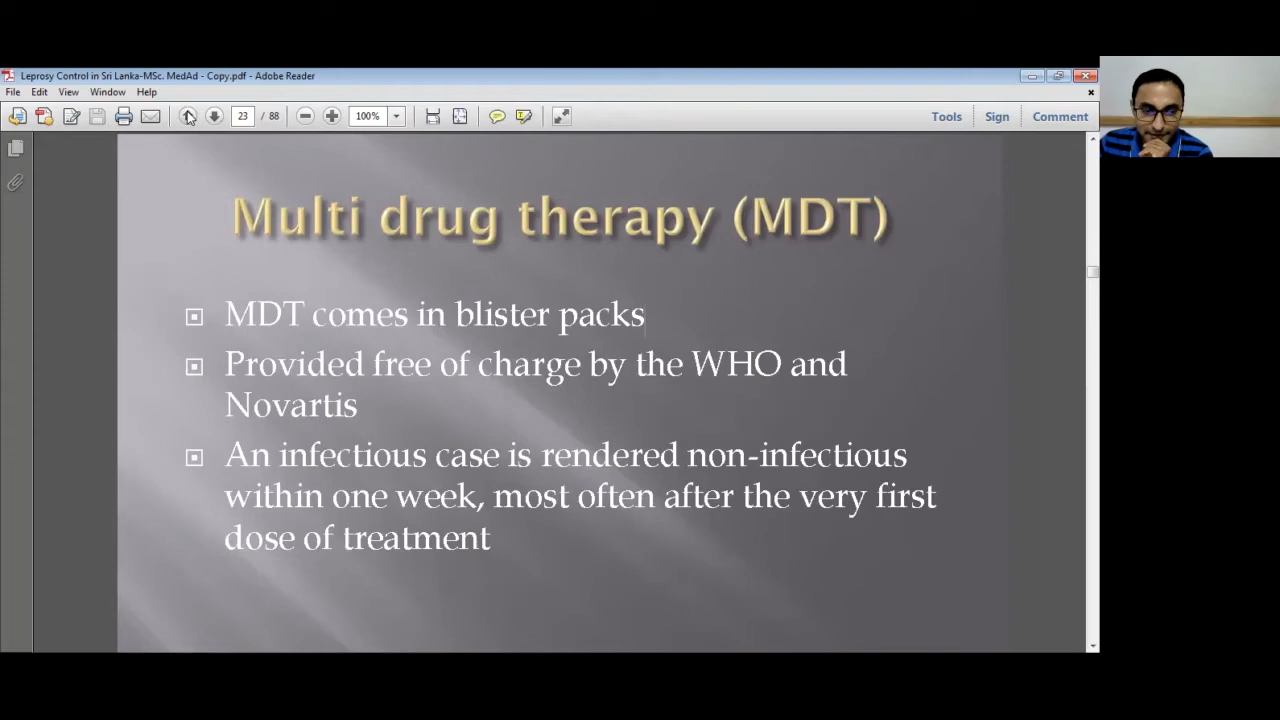 Leprosy Control in Sri Lanka-MSc. MedAd - Copy.pdf - Adobe Reader
File Edit View Window Help
23 / 88 100% Tools Sign Comment
Multi drug therapy (MDT)
MDT comes in blister packs
Provided free of charge by the WHO and
Novartis
An infectious case is rendered non-infectious
within one week, most often after the very first
dose of treatment